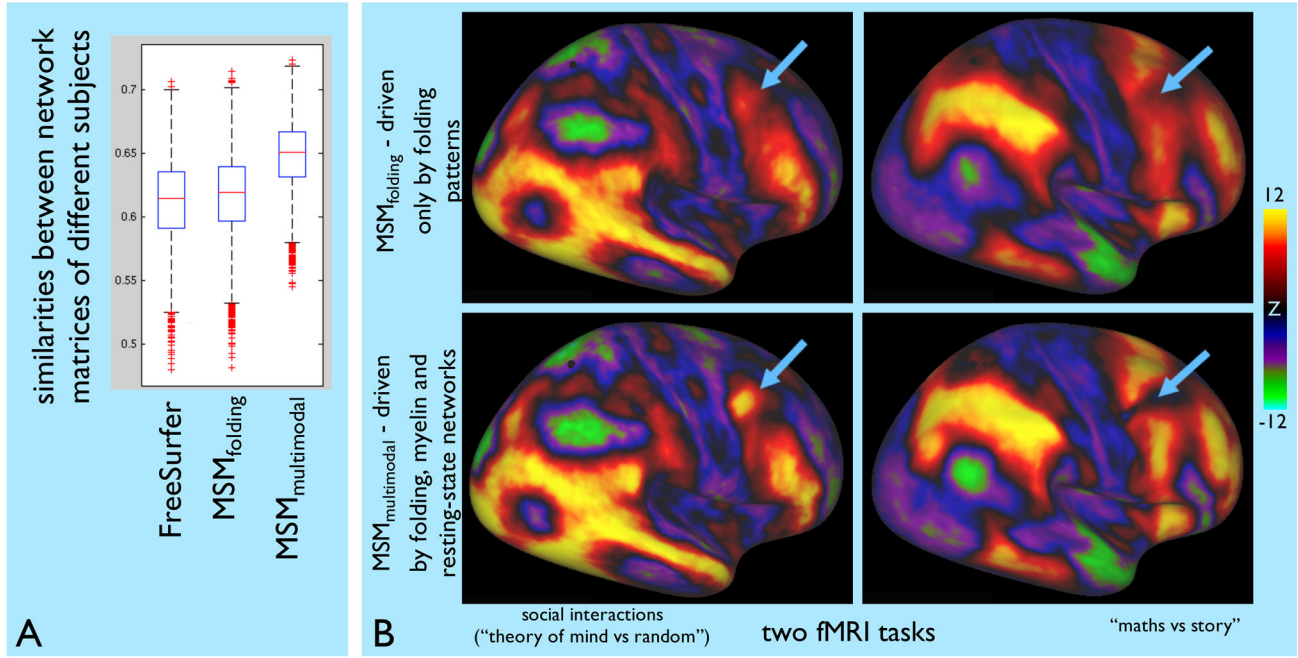 similarities between network
matrices of different subjects
0.7
0.65
0.6
0.55
0.5
FreeSurfer
MSMfolding
MSMmultimodal
A
MSMfolding - driven
only by folding
patterns
MSMmultimodal - driven
by folding, myelin and
resting-state networks
12
Z
-12
social interactions
("theory of mind vs random")
two fMRI tasks
"maths vs story"
B